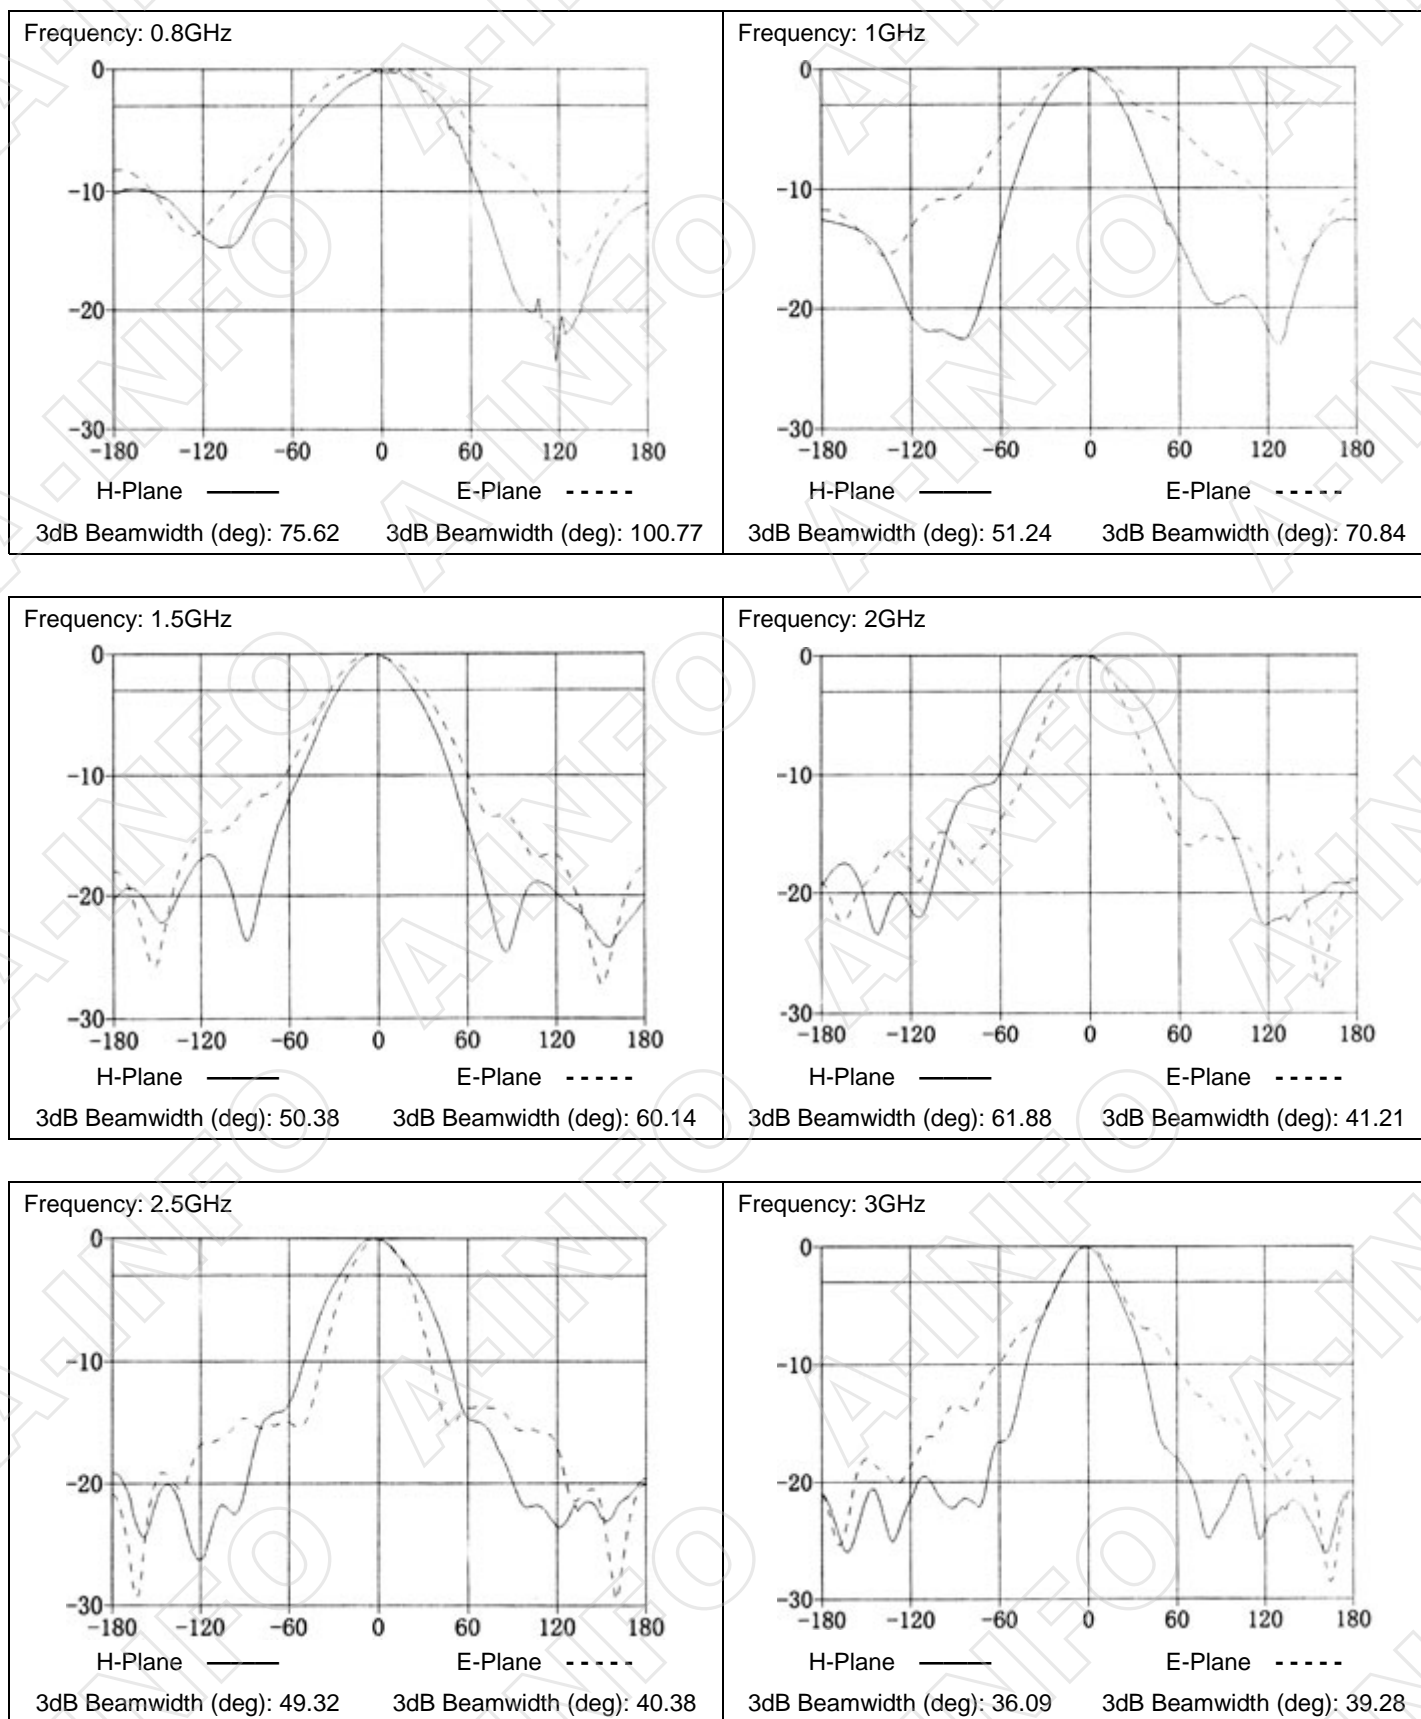 Frequency: 0.8GHz
0
-10
-20
-30
-180 -120 -60 0 60 120 180
H-Plane E-Plane
3dB Beamwidth (deg): 75.62 3dB Beamwidth (deg): 100.77
Frequency: 1GHz
0
-10
-20
-30
-180 -120 -60 0 60 120 180
H-Plane E-Plane
3dB Beamwidth (deg): 51.24 3dB Beamwidth (deg): 70.84
Frequency: 1.5GHz
0
-10
-20
-30
-180 -120 -60 0 60 120 180
H-Plane E-Plane
3dB Beamwidth (deg): 50.38 3dB Beamwidth (deg): 60.14
Frequency: 2GHz
0
-10
-20
-30
-180 -120 -60 0 60 120 180
H-Plane E-Plane
3dB Beamwidth (deg): 61.88 3dB Beamwidth (deg): 41.21
Frequency: 2.5GHz
0
-10
-20
-30
-180 -120 -60 0 60 120 180
H-Plane E-Plane
3dB Beamwidth (deg): 49.32 3dB Beamwidth (deg): 40.38
Frequency: 3GHz
0
-10
-20
-30
-180 -120 -60 0 60 120 180
H-Plane E-Plane
3dB Beamwidth (deg): 36.09 3dB Beamwidth (deg): 39.28
A-INFO